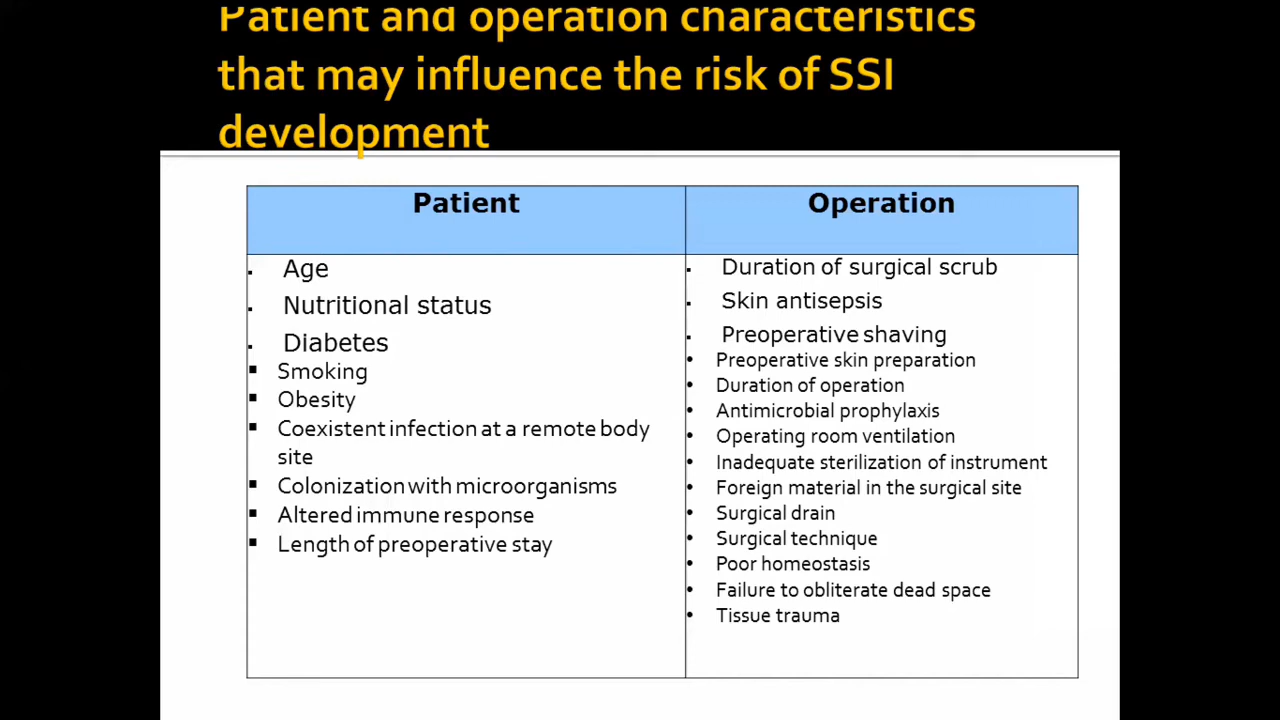 Patient and operation characteristics
that may influence the risk of SSI
development
Patient
Operation
Age
Nutritional status
Diabetes
Smoking
Obesity
Coexistent infection at a remote body
site
Colonization with microorganisms
Altered immune response
Length of preoperative stay
Duration of surgical scrub
Skin antisepsis
Preoperative shaving
Preoperative skin preparation
Duration of operation
Antimicrobial prophylaxis
Operating room ventilation
Inadequate sterilization of instrument
Foreign material in the surgical site
Surgical drain
Surgical technique
Poor homeostasis
Failure to obliterate dead space
Tissue trauma